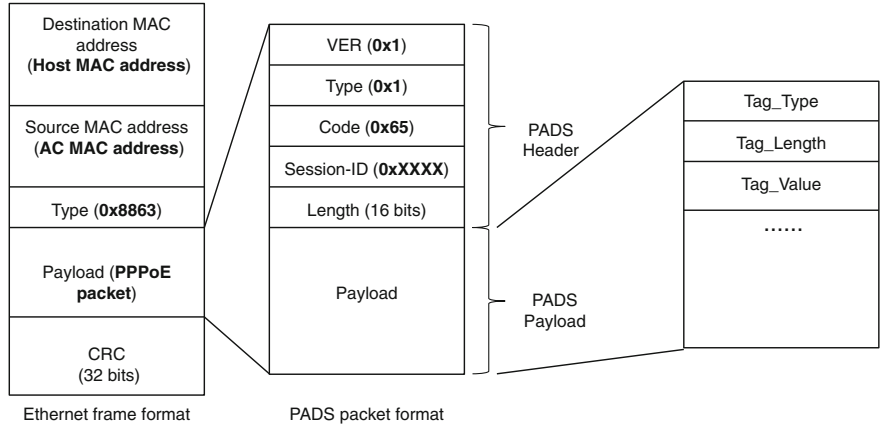 Destination MAC
address
(Host MAC address)
Source MAC address
(AC MAC address)
Type (0x8863)
Payload (PPPoE
packet)
CRC
(32 bits)
Ethernet frame format
VER (0x1)
Type (0x1)
Code (0x65)
Session-ID (0xXXXX)
Length (16 bits)
Payload
PADS packet format
PADS
Header
PADS
Payload
Tag_Type
Tag_Length
Tag_Value
......